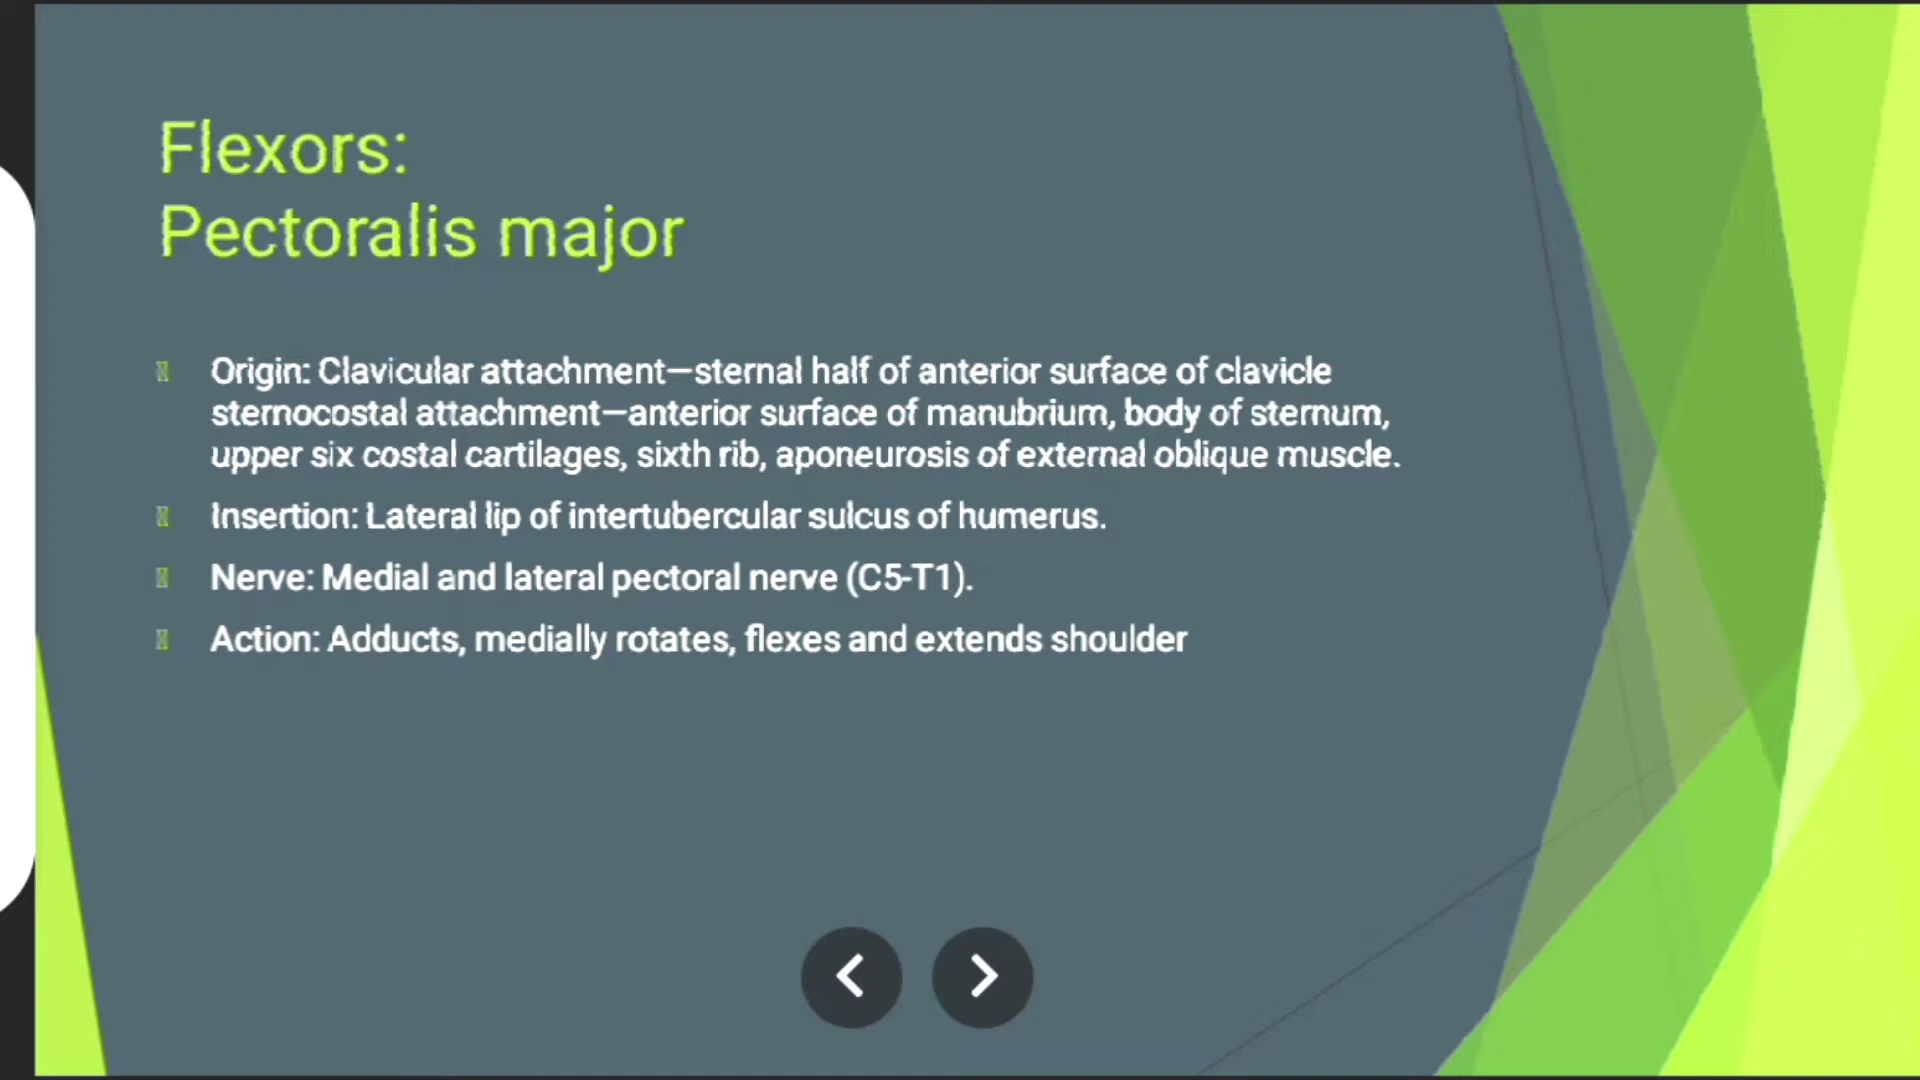 Flexors:
Pectoralis major
Origin: Clavicular attachment—sternal half of anterior surface of clavicle
sternocostal attachment—anterior surface of manubrium, body of sternum,
upper six costal cartilages, sixth rib, aponeurosis of external oblique muscle.
Insertion: Lateral lip of intertubercular sulcus of humerus.
Nerve: Medial and lateral pectoral nerve (C5-T1).
Action: Adducts, medially rotates, flexes and extends shoulder